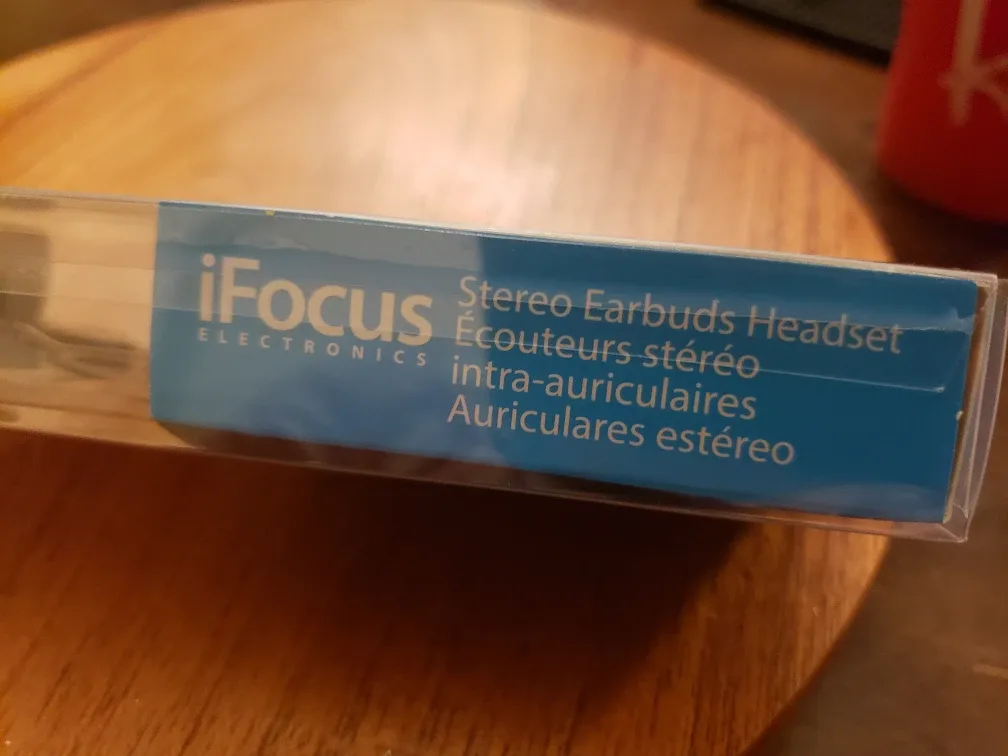 iFocus
ELECTRONICS
Stereo Earbuds Headset
Écouteurs stéréo
intra-auriculaires
Auriculares estéreo